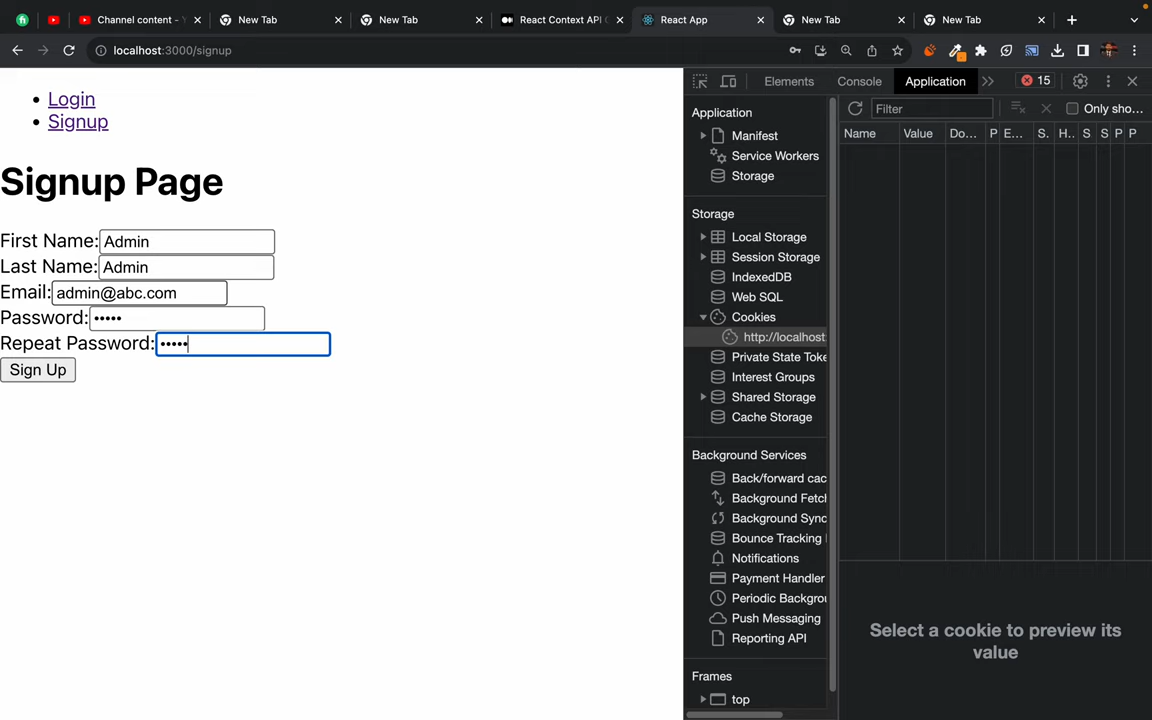 Channel content - Y
New Tab
New Tab
React Context API C
React App
New Tab
New Tab
localhost:3000/signup
Login
Signup
Signup Page
First Name: Admin
Last Name: Admin
Email: admin@abc.com
Password: •••••
Repeat Password: •••••
Sign Up
Elements Console Application 15
Application
Manifest
Service Workers
Storage
Storage
Local Storage
Session Storage
IndexedDB
Web SQL
Cookies
http://localhost
Private State Toke
Interest Groups
Shared Storage
Cache Storage
Background Services
Back/forward cac
Background Fetch
Background Sync
Bounce Tracking
Notifications
Payment Handler
Periodic Backgrou
Push Messaging
Reporting API
Frames
top
Filter Only sho...
Name Value Do... P E... S. H.. S S P P
Select a cookie to preview its
value